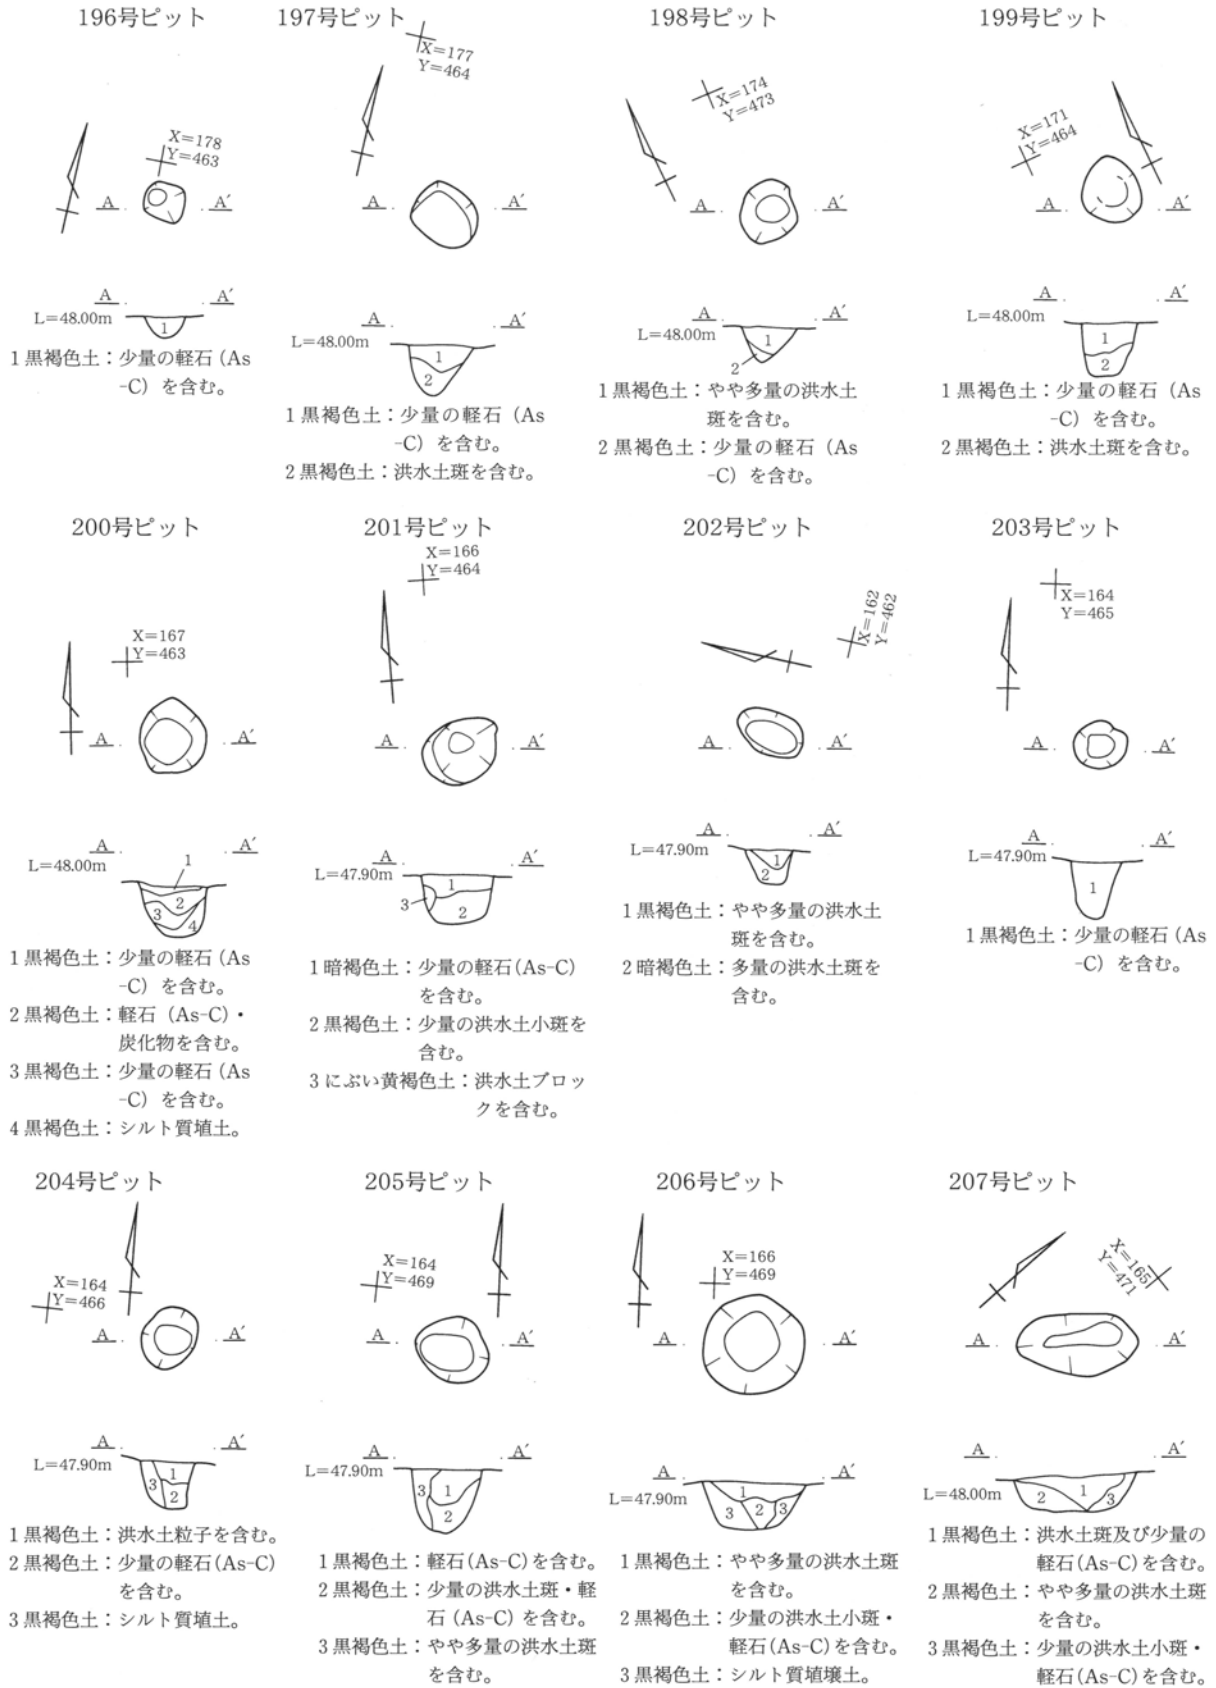 196号ピット
X=178
Y=463
A A′
A A′
L=48.00m
1
1 黒褐色土：少量の軽石（As
-C）を含む。
197号ピット
X=177
Y=464
A A′
A A′
L=48.00m
1
2
1 黒褐色土：少量の軽石（As
-C）を含む。
2 黒褐色土：洪水土斑を含む。
198号ピット
X=174
Y=473
A A′
A A′
L=48.00m
1
2
1 黒褐色土：やや多量の洪水土
斑を含む。
2 黒褐色土：少量の軽石（As
-C）を含む。
199号ピット
X=171
Y=464
A A′
A A′
L=48.00m
1
2
1 黒褐色土：少量の軽石（As
-C）を含む。
2 黒褐色土：洪水土斑を含む。
200号ピット
X=167
Y=463
A A′
A A′
L=48.00m
1
2
3
4
1 黒褐色土：少量の軽石（As
-C）を含む。
2 黒褐色土：軽石（As-C）・
炭化物を含む。
3 黒褐色土：少量の軽石（As
-C）を含む。
4 黒褐色土：シルト質埴土。
201号ピット
X=166
Y=464
A A′
A A′
L=47.90m
1
3
2
1 暗褐色土：少量の軽石（As-C）
を含む。
2 黒褐色土：少量の洪水土小斑を
含む。
3 にぶい黄褐色土：洪水土ブロッ
クを含む。
202号ピット
X=162
Y=462
A A′
A A′
L=47.90m
1
2
1 黒褐色土：やや多量の洪水土
斑を含む。
2 暗褐色土：多量の洪水土斑を
含む。
203号ピット
X=164
Y=465
A A′
A A′
L=47.90m
1
1 黒褐色土：少量の軽石（As
-C）を含む。
204号ピット
X=164
Y=466
A A′
A A′
L=47.90m
1
3
2
1 黒褐色土：洪水土粒子を含む。
2 黒褐色土：少量の軽石（As-C）
を含む。
3 黒褐色土：シルト質埴土。
205号ピット
X=164
Y=469
A A′
A A′
L=47.90m
3 1
2
1 黒褐色土：軽石（As-C）を含む。
2 黒褐色土：少量の洪水土斑・軽
石（As-C）を含む。
3 黒褐色土：やや多量の洪水土斑
を含む。
206号ピット
X=166
Y=469
A A′
A A′
L=47.90m
1
3 2 3
1 黒褐色土：やや多量の洪水土斑
を含む。
2 黒褐色土：少量の洪水土小斑・
軽石（As-C）を含む。
3 黒褐色土：シルト質埴壌土。
207号ピット
X=165
Y=471
A A′
A A′
L=48.00m
2 1 3
1 黒褐色土：洪水土斑及び少量の
軽石（As-C）を含む。
2 黒褐色土：やや多量の洪水土斑
を含む。
3 黒褐色土：少量の洪水土小斑・
軽石（As-C）を含む。